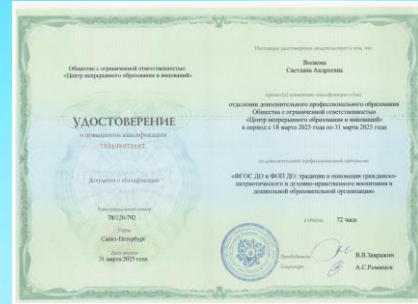 Общество с ограниченной ответственностью
«Центр непрерывного образования и инноваций»
УДОСТОВЕРЕНИЕ
о повышении квалификации
Документ о квалификации
Регистрационный номер
78/120-792
Город
Санкт-Петербург
Дата выдачи
31 марта 2025 года
Настоящее удостоверение свидетельствует о том, что
Волкова
Светлана Андреевна
прошел(а) повышение квалификации в (на)
отделении дополнительного профессионального образования
Общества с ограниченной ответственностью
«Центр непрерывного образования и инноваций»
в период с 18 марта 2025 года по 31 марта 2025 года
по дополнительной профессиональной программе
«ФГОС ДО и ФОП ДО: традиции и инновации гражданско-
патриотического и духовно-нравственного воспитания в
дошкольной образовательной организации»
в объёме 72 часа
Руководитель В.В.Завражин
Секретарь А.С.Романюк